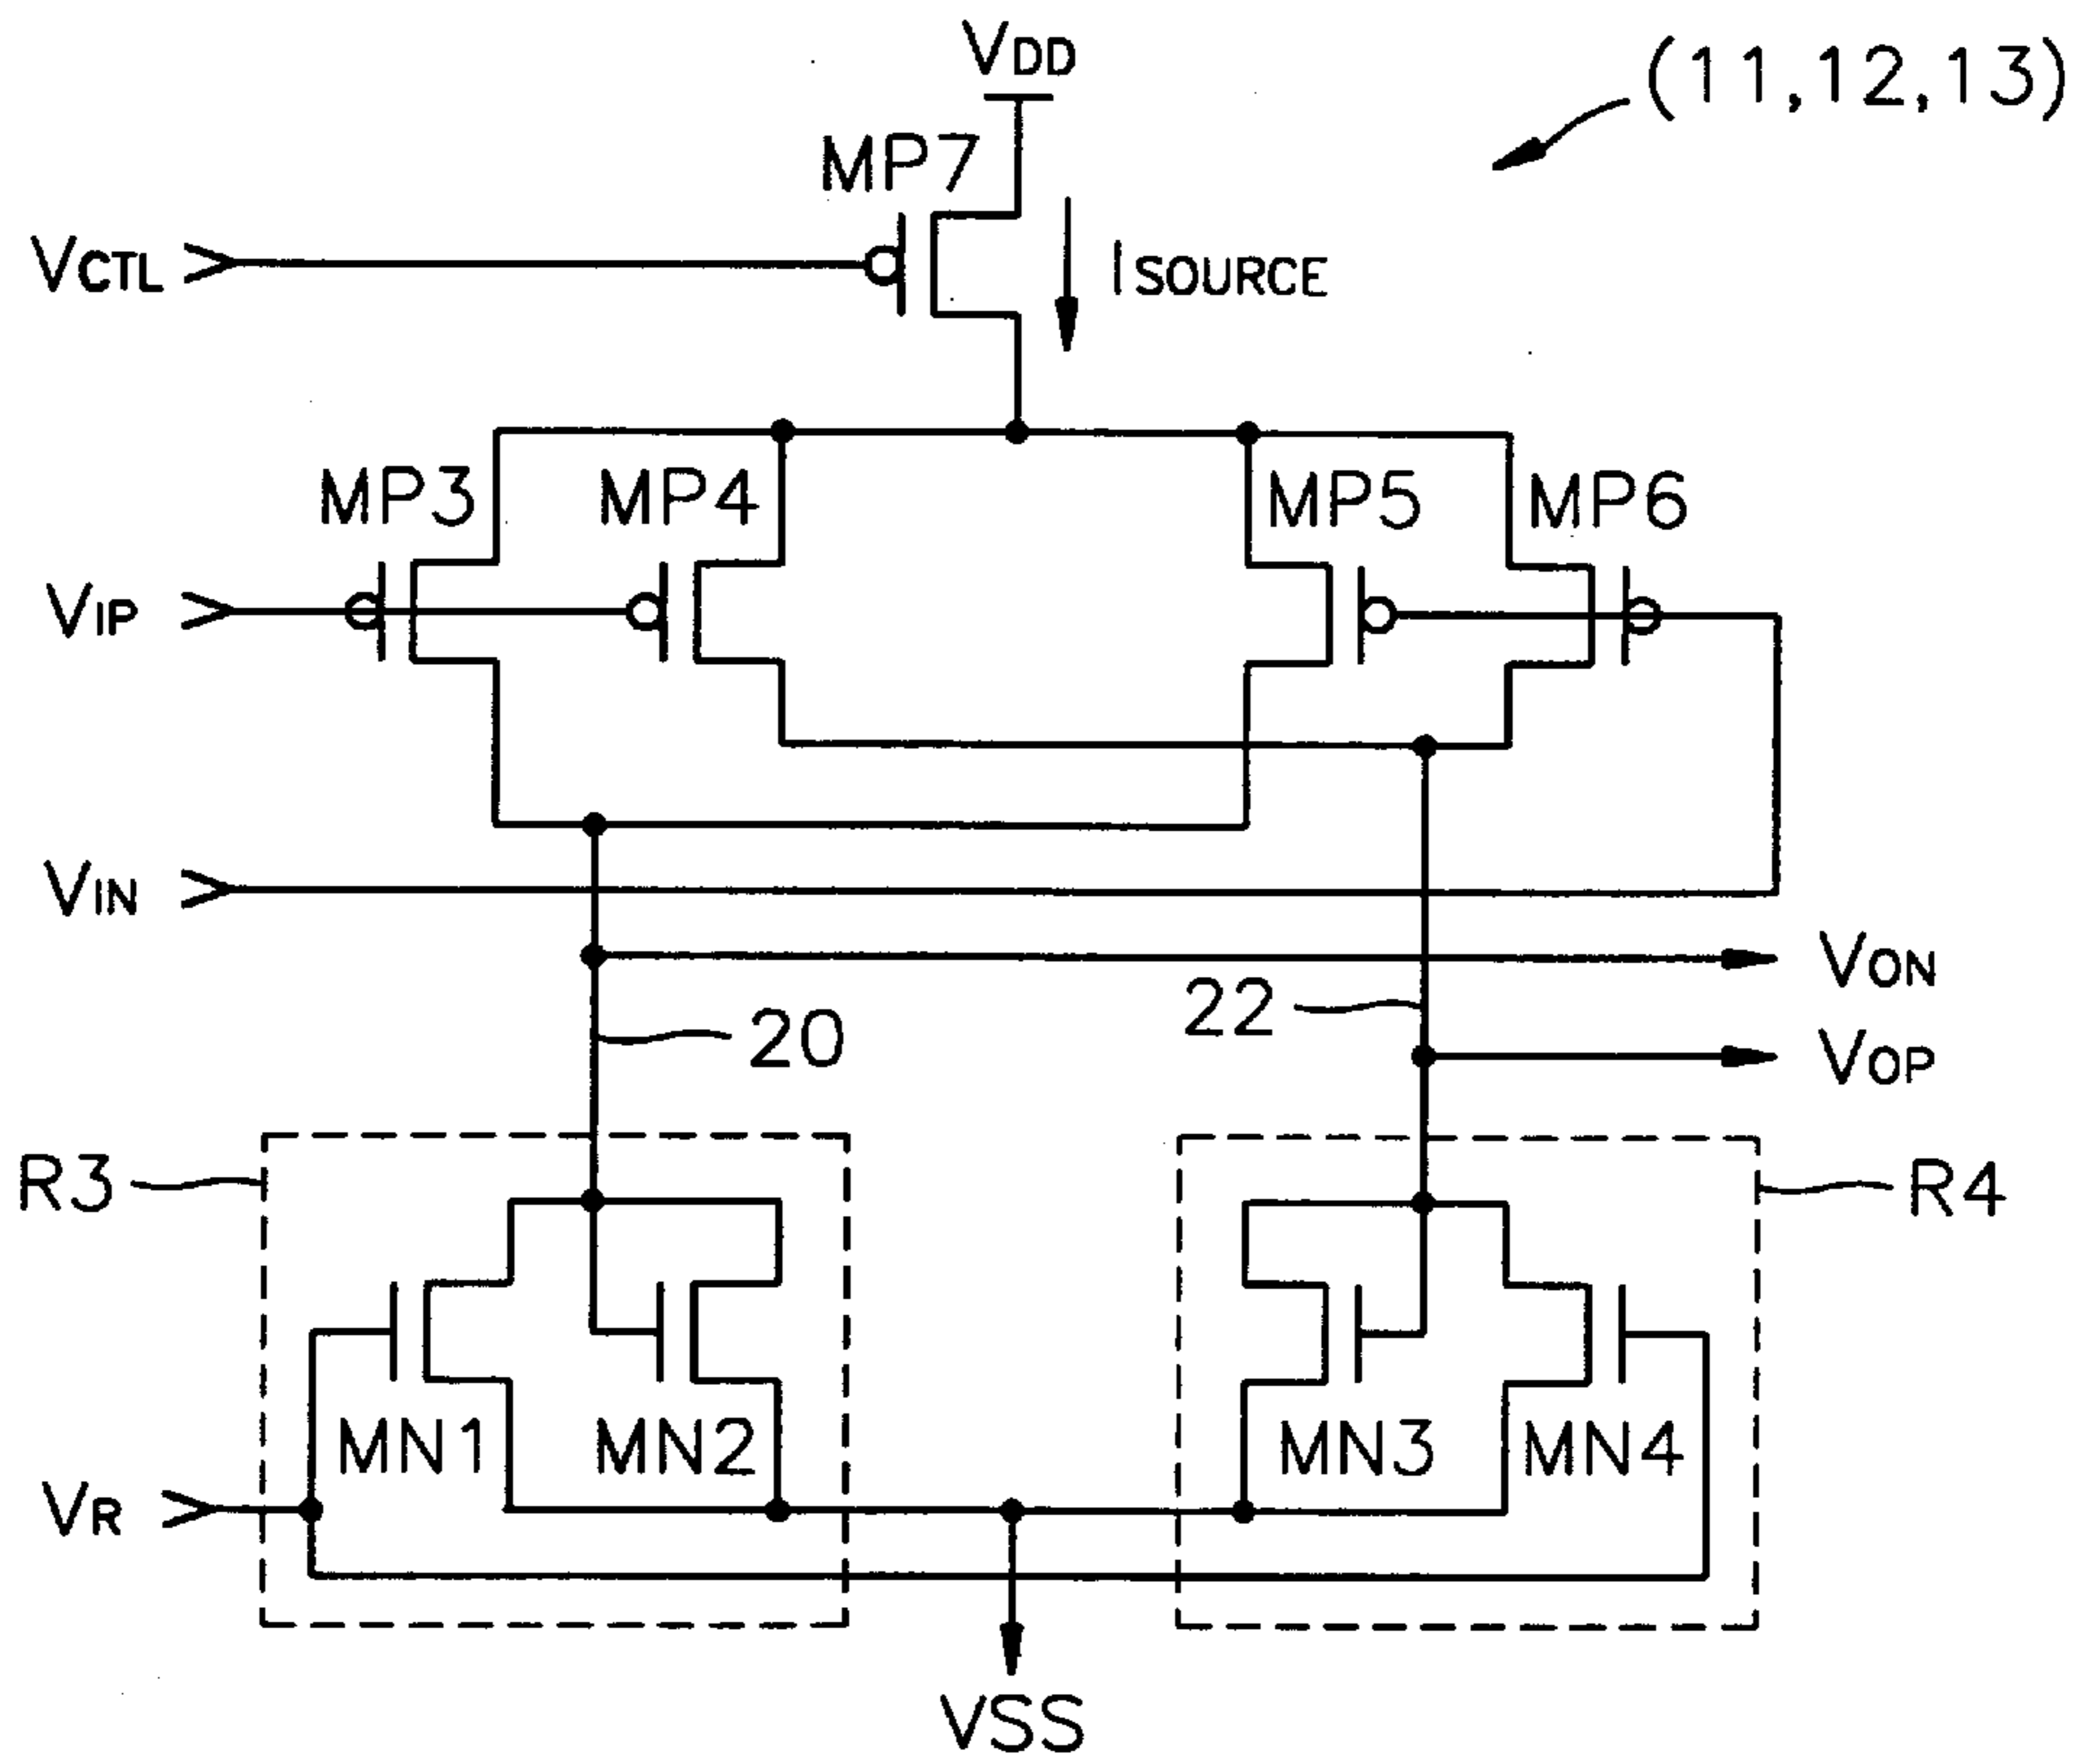 VDD
(11,12,13)
MP7
VCTL
ISOURCE
MP3
MP4
MP5
MP6
VIP
VIN
VON
22
20
VOP
R3
R4
MN1
MN2
MN3
MN4
VR
VSS